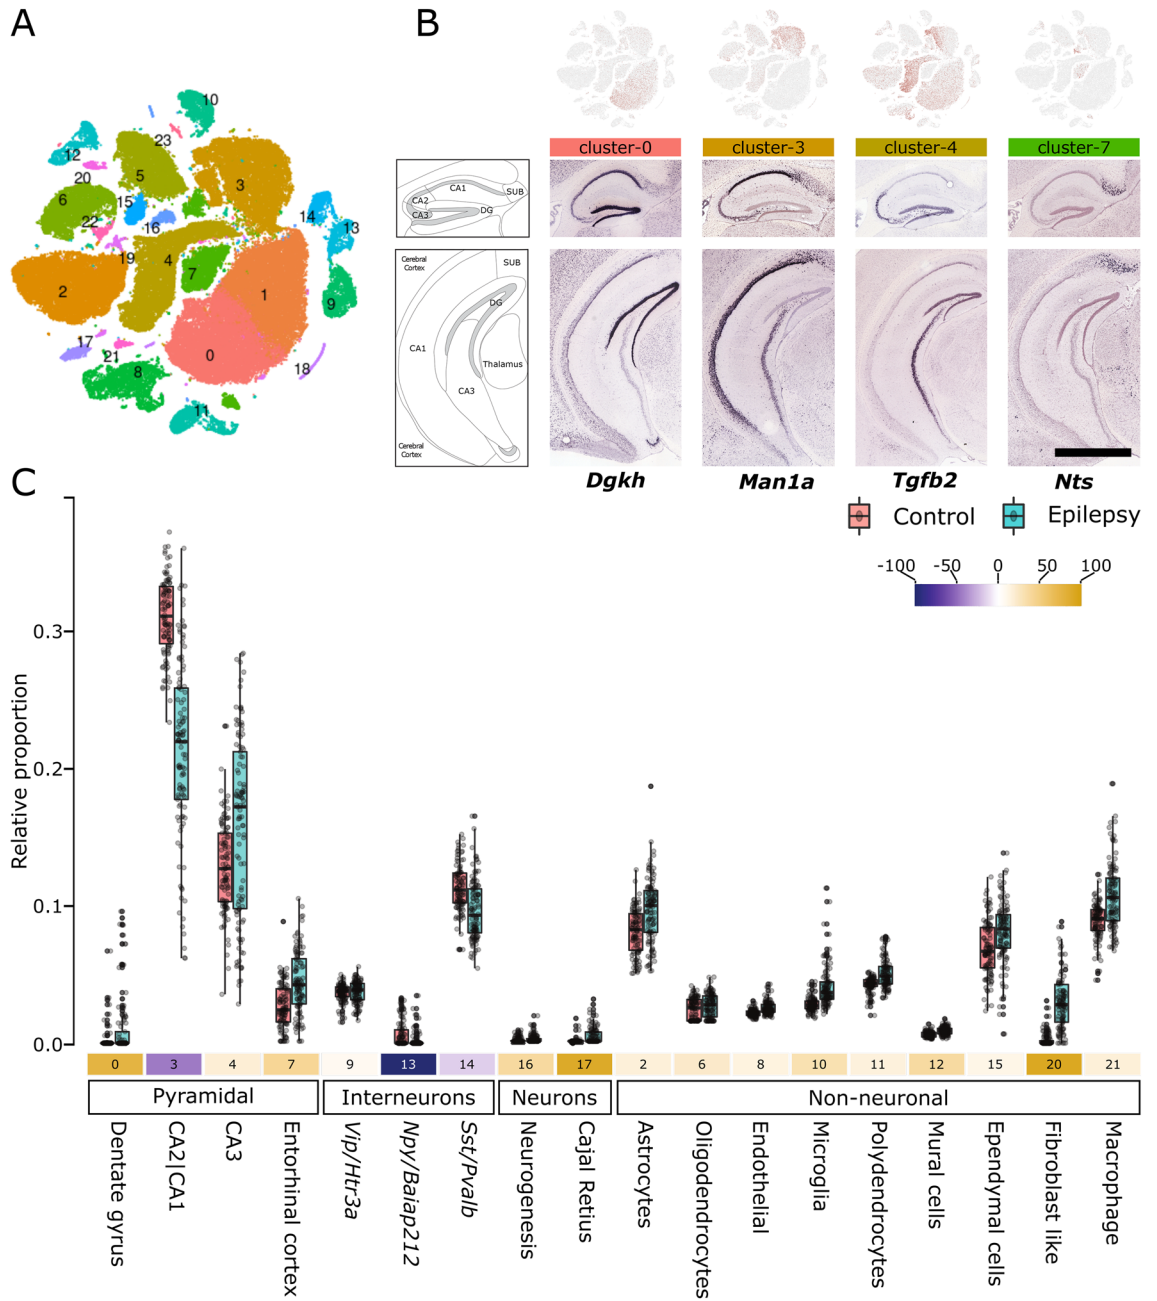 A
B
10
12
23
20
5
3
6
15
22
16
14
13
19
4
7
2
1
9
17
21
0
8
18
11
cluster-0
cluster-3
cluster-4
cluster-7
CA1
SUB
CA2
DG
CA3
Cerebral
Cortex
SUB
DG
CA1
Thalamus
CA3
Cerebral
Cortex
Dgkh
Man1a
Tgfb2
Nts
C
Control
Epilepsy
-100
-50
0
50
100
Relative proportion
0.3
0.2
0.1
0.0
0
3
4
7
9
13
14
16
17
2
6
8
10
11
12
15
20
21
Pyramidal
Interneurons
Neurons
Non-neuronal
Dentate gyrus
CA2|CA1
CA3
Entorhinal cortex
Vip/Htr3a
Npy/Baiap212
Sst/Pvalb
Neurogenesis
Cajal Retius
Astrocytes
Oligodendrocytes
Endothelial
Microglia
Polydendrocytes
Mural cells
Ependymal cells
Fibroblast like
Macrophage